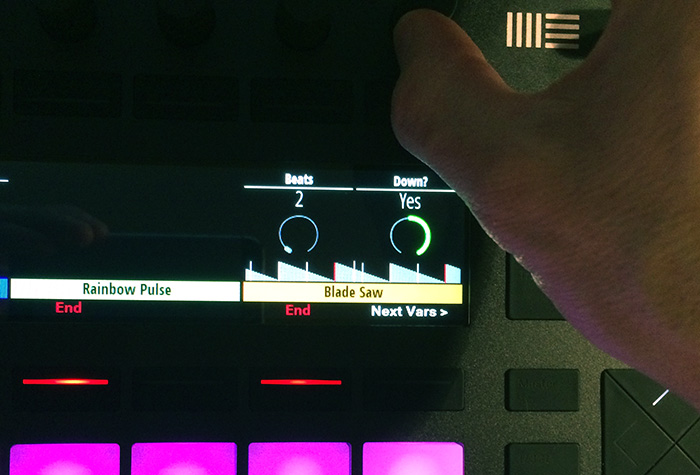 Beats
Down?
2
Yes
Rainbow Pulse
Blade Saw
End
End
Next Vars >